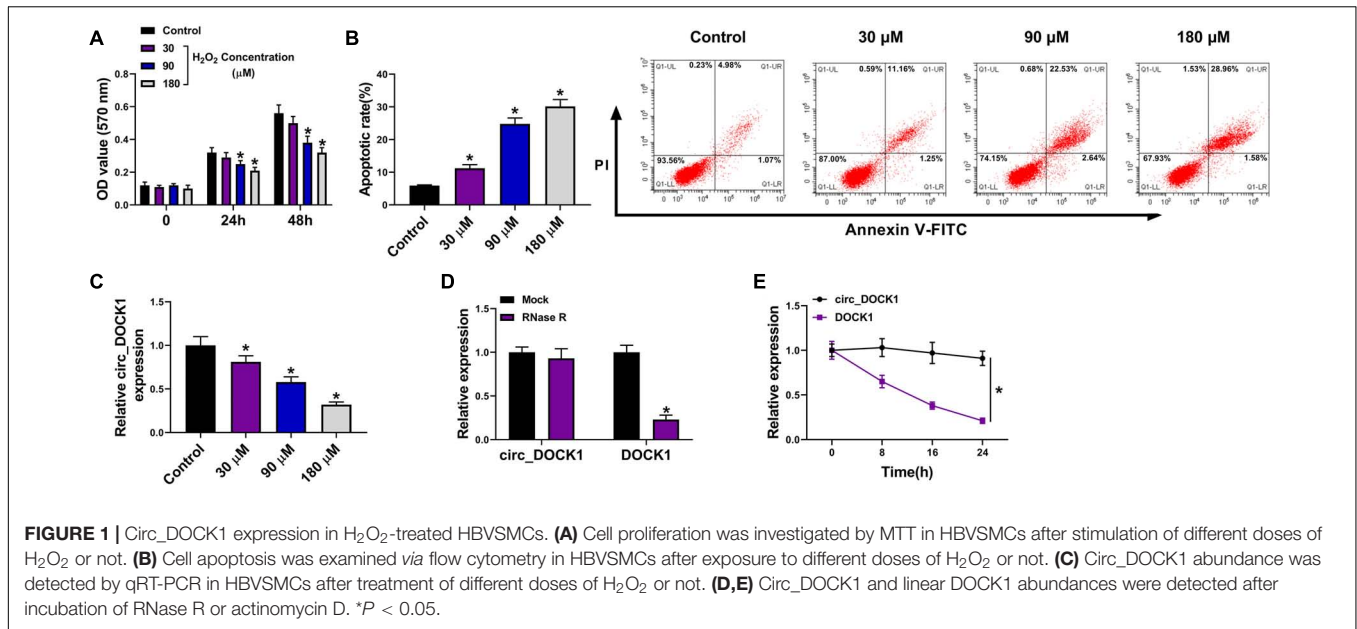 A
Control
30
90
180
H₂O₂ Concentration
(μM)
OD value (570 nm)
0.8
0.6
0.4
0.2
0.0
* * * *
0 24h 48h
B
Apoptotic rate(%)
40
30
20
10
0
* * *
Control 30 μM 90 μM 180 μM
Control 30 μM 90 μM 180 μM
PI
Q1-UL 0.23% 4.98% Q1-UR
93.56% 1.07%
Q1-LL Q1-LR
Q1-UL 0.59% 11.16% Q1-UR
87.00% 1.25%
Q1-LL Q1-LR
Q1-UL 0.68% 22.53% Q1-UR
74.15% 2.64%
Q1-LL Q1-LR
Q1-UL 1.53% 28.96% Q1-UR
67.93% 1.58%
Q1-LL Q1-LR
Annexin V-FITC
C
Relative circ_DOCK1
expression
1.5
1.0
0.5
0.0
* * *
Control 30 μM 90 μM 180 μM
D
Mock
RNase R
Relative expression
1.5
1.0
0.5
0.0
*
circ_DOCK1 DOCK1
E
circ_DOCK1
DOCK1
Relative expression
1.5
1.0
0.5
0.0
*
0 8 16 24
Time(h)
FIGURE 1 | Circ_DOCK1 expression in H₂O₂-treated HBVSMCs. (A) Cell proliferation was investigated by MTT in HBVSMCs after stimulation of different doses of
H₂O₂ or not. (B) Cell apoptosis was examined via flow cytometry in HBVSMCs after exposure to different doses of H₂O₂ or not. (C) Circ_DOCK1 abundance was
detected by qRT-PCR in HBVSMCs after treatment of different doses of H₂O₂ or not. (D,E) Circ_DOCK1 and linear DOCK1 abundances were detected after
incubation of RNase R or actinomycin D. *P < 0.05.